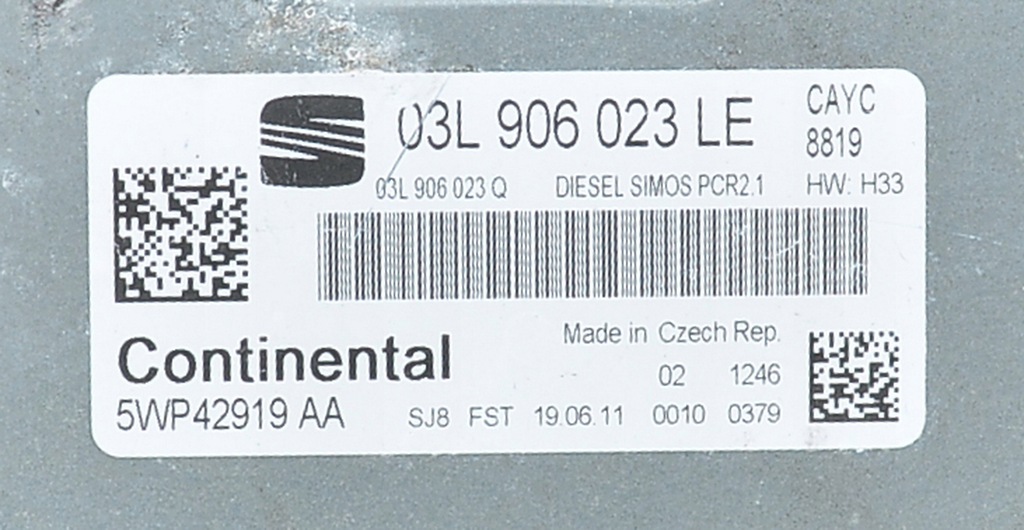 03L 906 023 LE
CAYC
8819
03L 906 023 Q DIESEL SIMOS PCR2.1 HW: H33
Made in Czech Rep.
Continental
02 1246
5WP42919 AA SJ8 FST 19.06.11 0010 0379